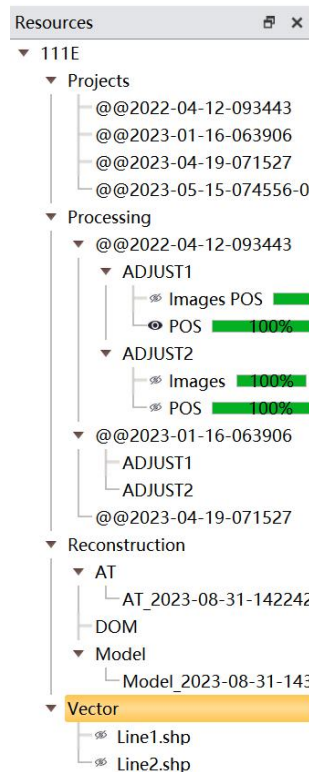 Resources
111E
Projects
@@2022-04-12-093443
@@2023-01-16-063906
@@2023-04-19-071527
@@2023-05-15-074556-0
Processing
@@2022-04-12-093443
ADJUST1
Images POS
POS 100%
ADJUST2
Images 100%
POS 100%
@@2023-01-16-063906
ADJUST1
ADJUST2
@@2023-04-19-071527
Reconstruction
AT
AT_2023-08-31-142242
DOM
Model
Model_2023-08-31-143
Vector
Line1.shp
Line2.shp